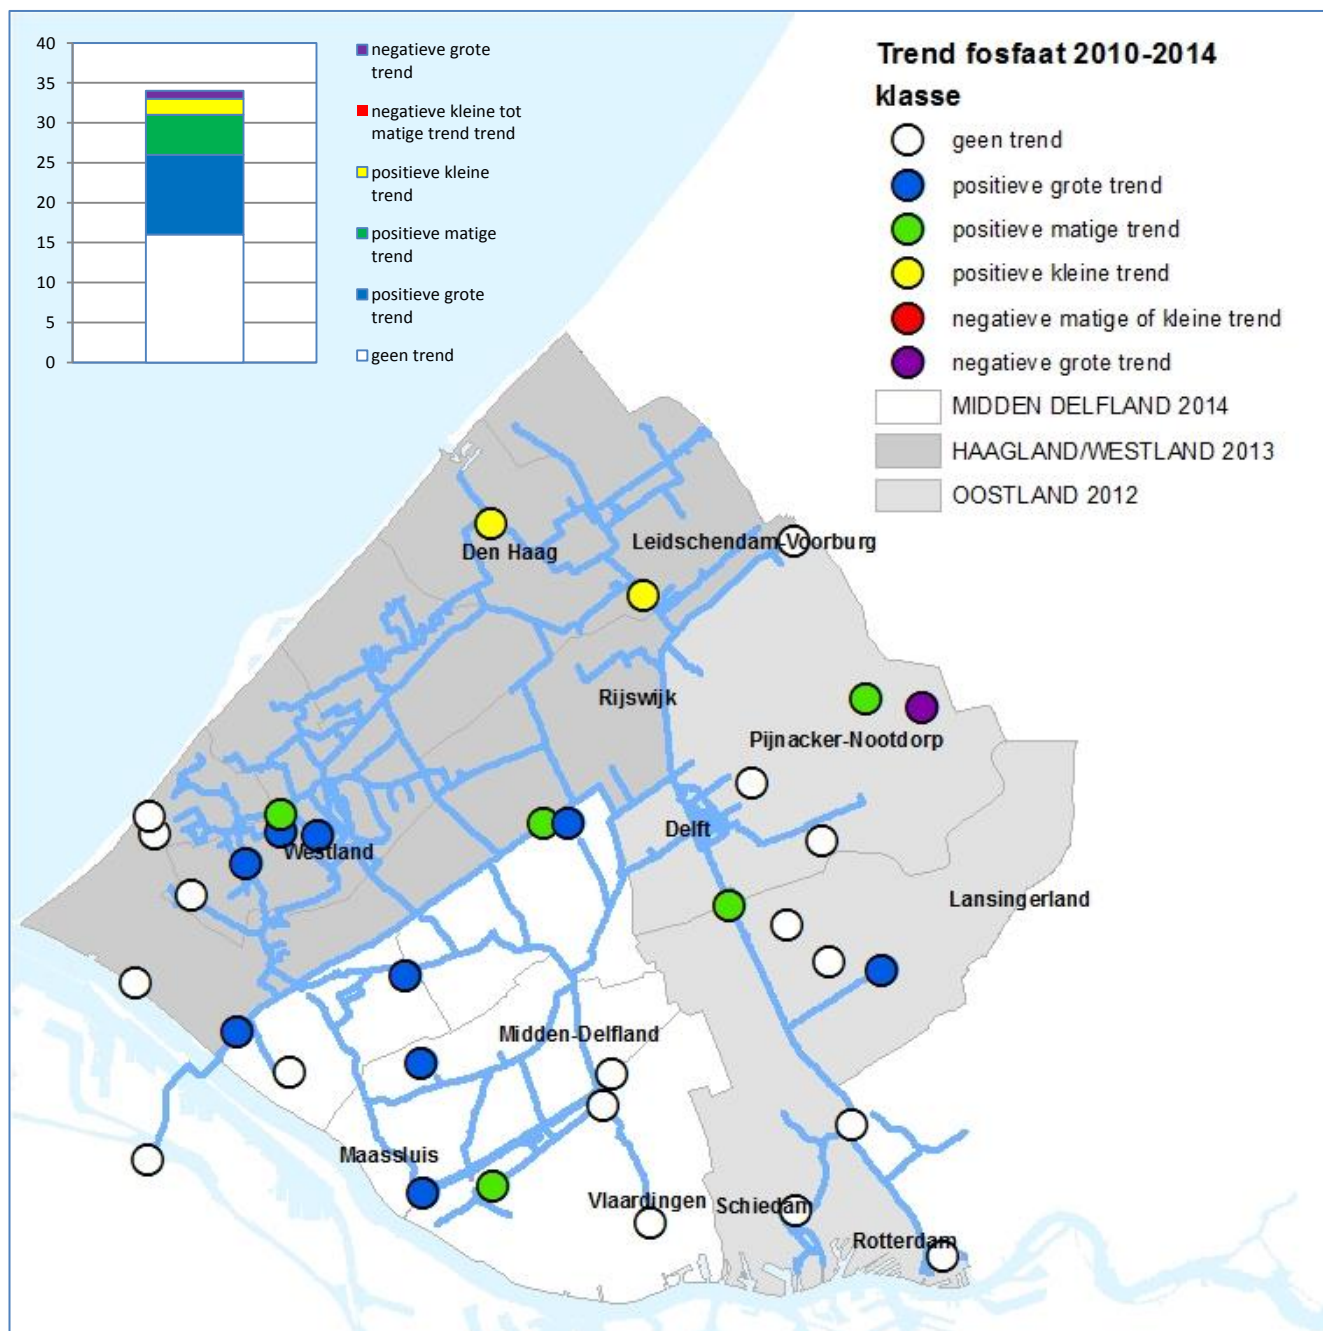 40
35
30
25
20
15
10
5
0
negatieve grote
trend
negatieve kleine tot
matige trend trend
positieve kleine
trend
positieve matige
trend
positieve grote
trend
geen trend
Trend fosfaat 2010-2014
klasse
geen trend
positieve grote trend
positieve matige trend
positieve kleine trend
negatieve matige of kleine trend
negatieve grote trend
MIDDEN DELFLAND 2014
HAAGLAND/WESTLAND 2013
OOSTLAND 2012
Den Haag
Leidschendam-Voorburg
Rijswijk
Pijnacker-Nootdorp
Delft
Westland
Lansingerland
Midden-Delfland
Maassluis
Vlaardingen
Schiedam
Rotterdam